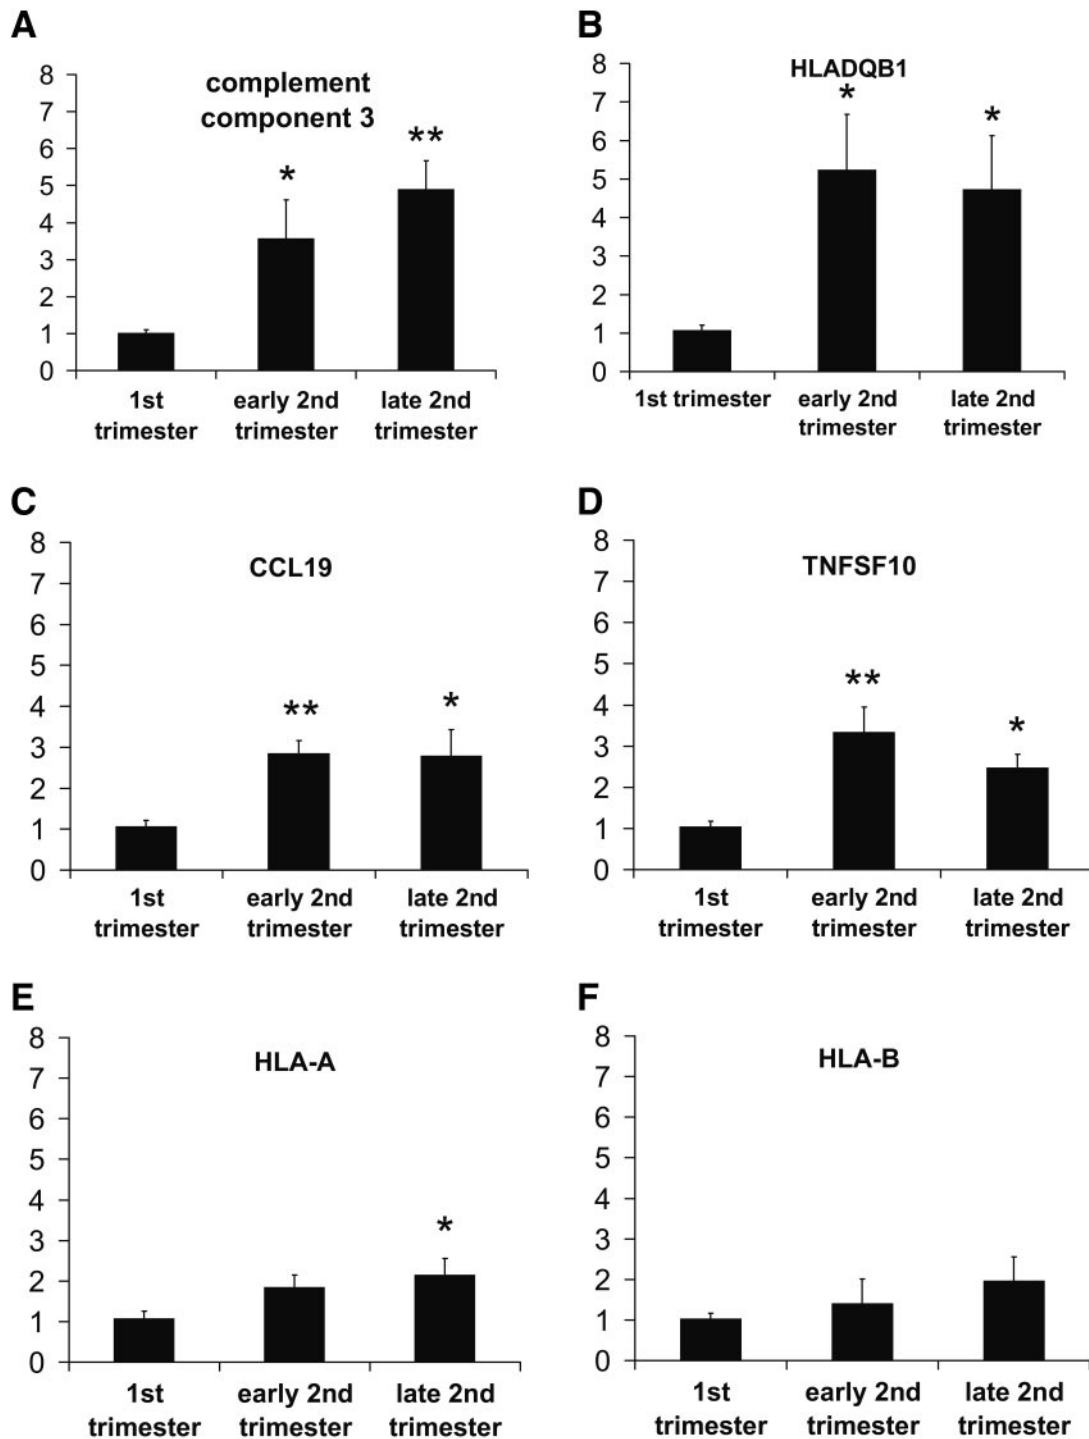 A
complement
component 3
8
7
6
5
4
3
2
1
0
*
**
1st
trimester
early 2nd
trimester
late 2nd
trimester
B
HLADQB1
8
7
6
5
4
3
2
1
0
*
*
1st trimester
early 2nd
trimester
late 2nd
trimester
C
CCL19
8
7
6
5
4
3
2
1
0
**
*
1st
trimester
early 2nd
trimester
late 2nd
trimester
D
TNFSF10
8
7
6
5
4
3
2
1
0
**
*
1st
trimester
early 2nd
trimester
late 2nd
trimester
E
HLA-A
8
7
6
5
4
3
2
1
0
*
1st
trimester
early 2nd
trimester
late 2nd
trimester
F
HLA-B
8
7
6
5
4
3
2
1
0
1st
trimester
early 2nd
trimester
late 2nd
trimester